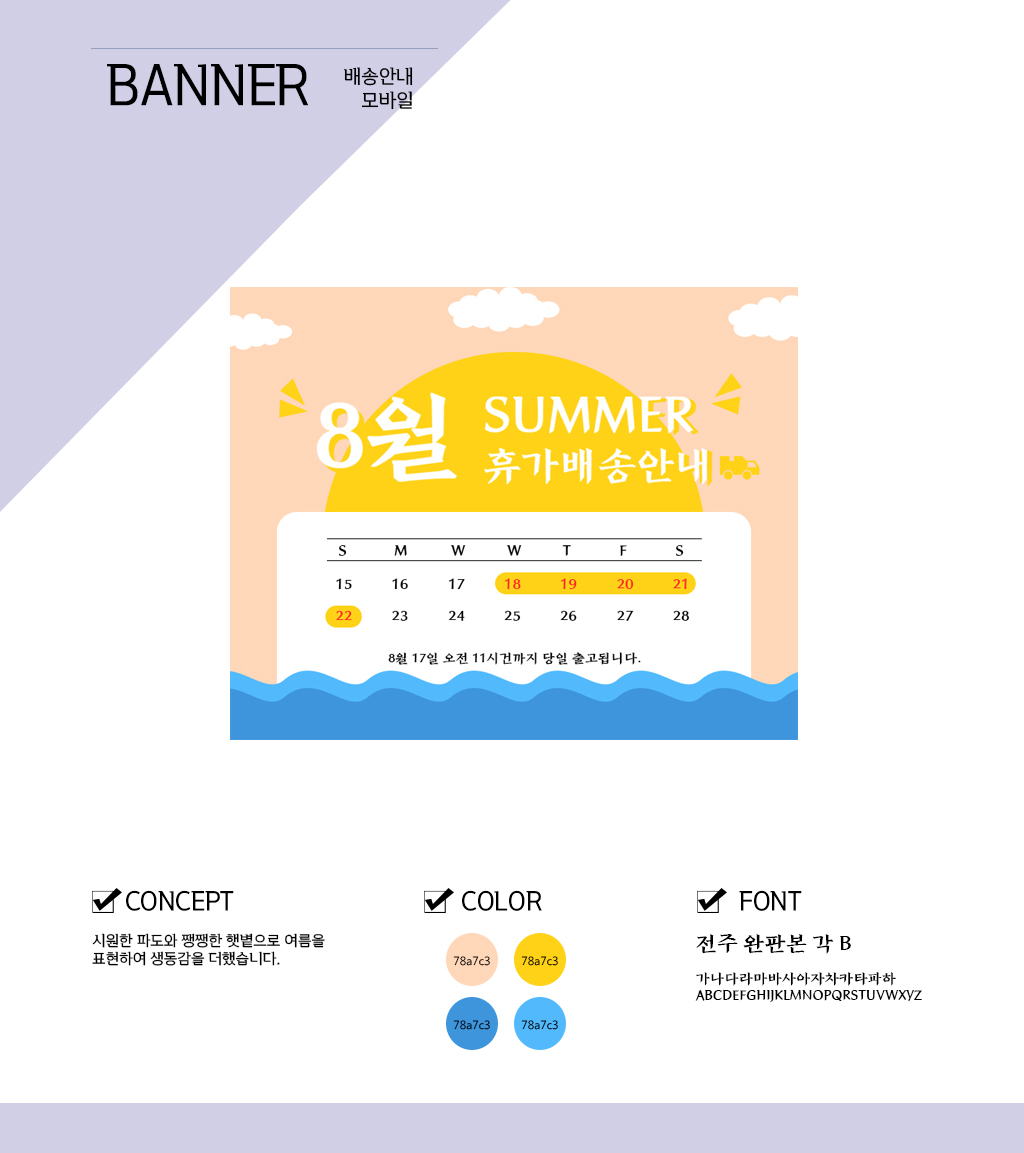 BANNER
배송안내
모바일
8월
SUMMER
휴가배송안내
S M W W T F S
15 16 17 18 19 20 21
22 23 24 25 26 27 28
8월 17일 오전 11시건까지 당일 출고됩니다.
CONCEPT
시원한 파도와 쨍쨍한 햇볕으로 여름을
표현하여 생동감을 더했습니다.
COLOR
78a7c3 78a7c3
78a7c3 78a7c3
FONT
전주 완판본 각 B
가나다라마바사아자차카타파하
ABCDEFGHIJKLMNOPQRSTUVWXYZ